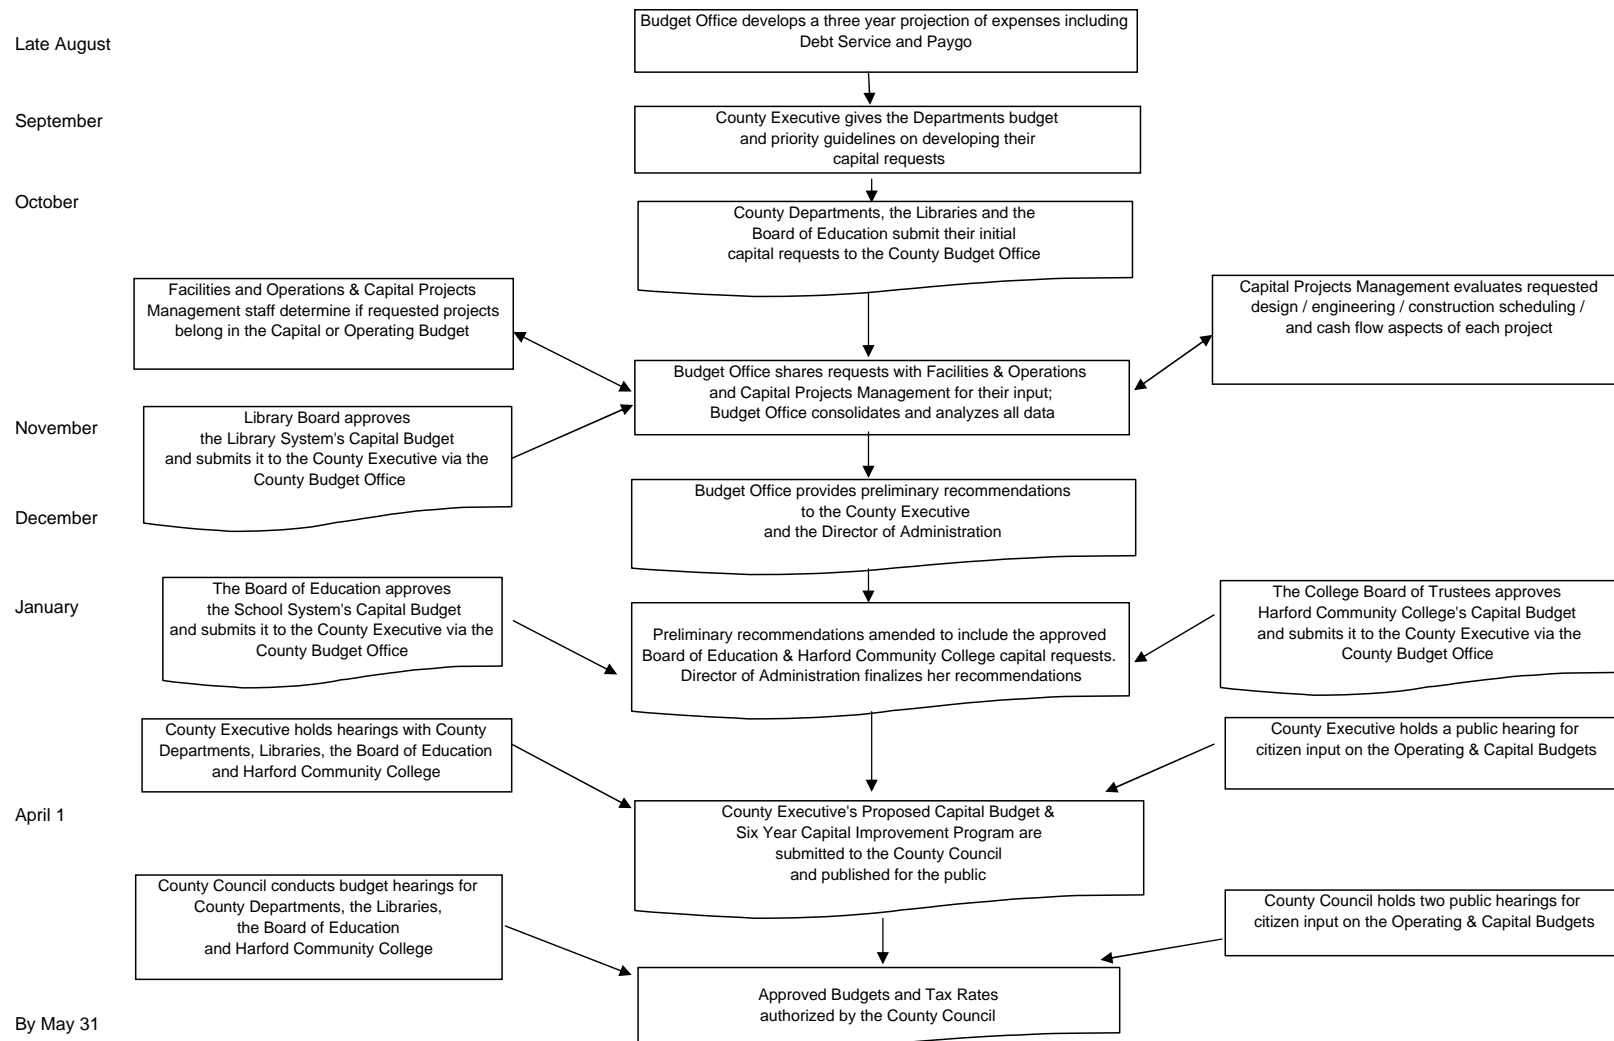 Late August
Budget Office develops a three year projection of expenses including
Debt Service and Paygo
September
County Executive gives the Departments budget
and priority guidelines on developing their
capital requests
October
County Departments, the Libraries and the
Board of Education submit their initial
capital requests to the County Budget Office
Facilities and Operations & Capital Projects
Management staff determine if requested projects
belong in the Capital or Operating Budget
Capital Projects Management evaluates requested
design / engineering / construction scheduling /
and cash flow aspects of each project
Budget Office shares requests with Facilities & Operations
and Capital Projects Management for their input;
Budget Office consolidates and analyzes all data
November
Library Board approves
the Library System's Capital Budget
and submits it to the County Executive via the
County Budget Office
December
Budget Office provides preliminary recommendations
to the County Executive
and the Director of Administration
January
The Board of Education approves
the School System's Capital Budget
and submits it to the County Executive via the
County Budget Office
Preliminary recommendations amended to include the approved
Board of Education & Harford Community College capital requests.
Director of Administration finalizes her recommendations
The College Board of Trustees approves
Harford Community College's Capital Budget
and submits it to the County Executive via the
County Budget Office
County Executive holds hearings with County
Departments, Libraries, the Board of Education
and Harford Community College
County Executive holds a public hearing for
citizen input on the Operating & Capital Budgets
April 1
County Executive's Proposed Capital Budget &
Six Year Capital Improvement Program are
submitted to the County Council
and published for the public
County Council conducts budget hearings for
County Departments, the Libraries,
the Board of Education
and Harford Community College
County Council holds two public hearings for
citizen input on the Operating & Capital Budgets
By May 31
Approved Budgets and Tax Rates
authorized by the County Council